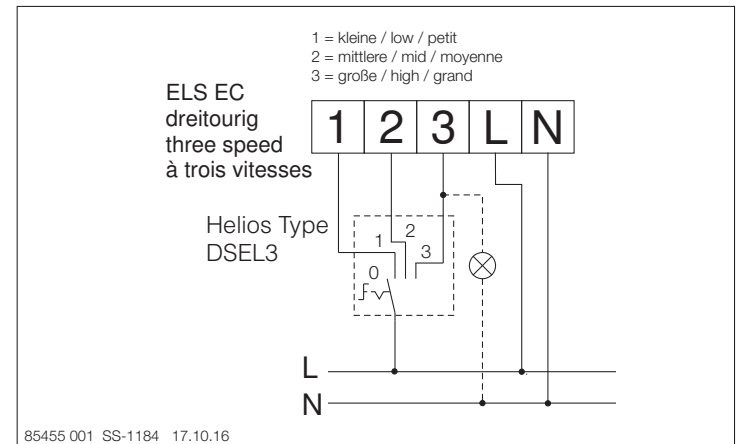 1 = kleine / low / petit
2 = mittlere / mid / moyenne
3 = große / high / grand
ELS EC
dreitourig
three speed
à trois vitesses
1 2 3 L N
Helios Type
DSEL3
0 1 2 3
L
N
85455 001 SS-1184 17.10.16